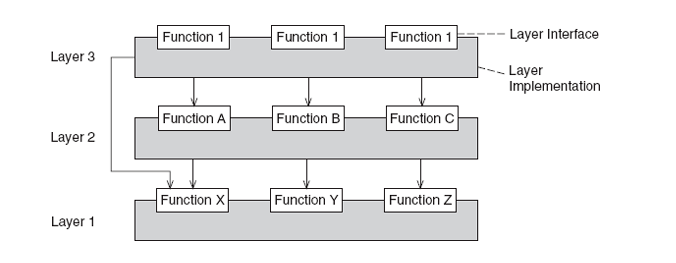 Function 1 Function 1 Function 1 Layer Interface
Layer 3
Layer
Implementation
Function A Function B Function C
Layer 2
Function X Function Y Function Z
Layer 1